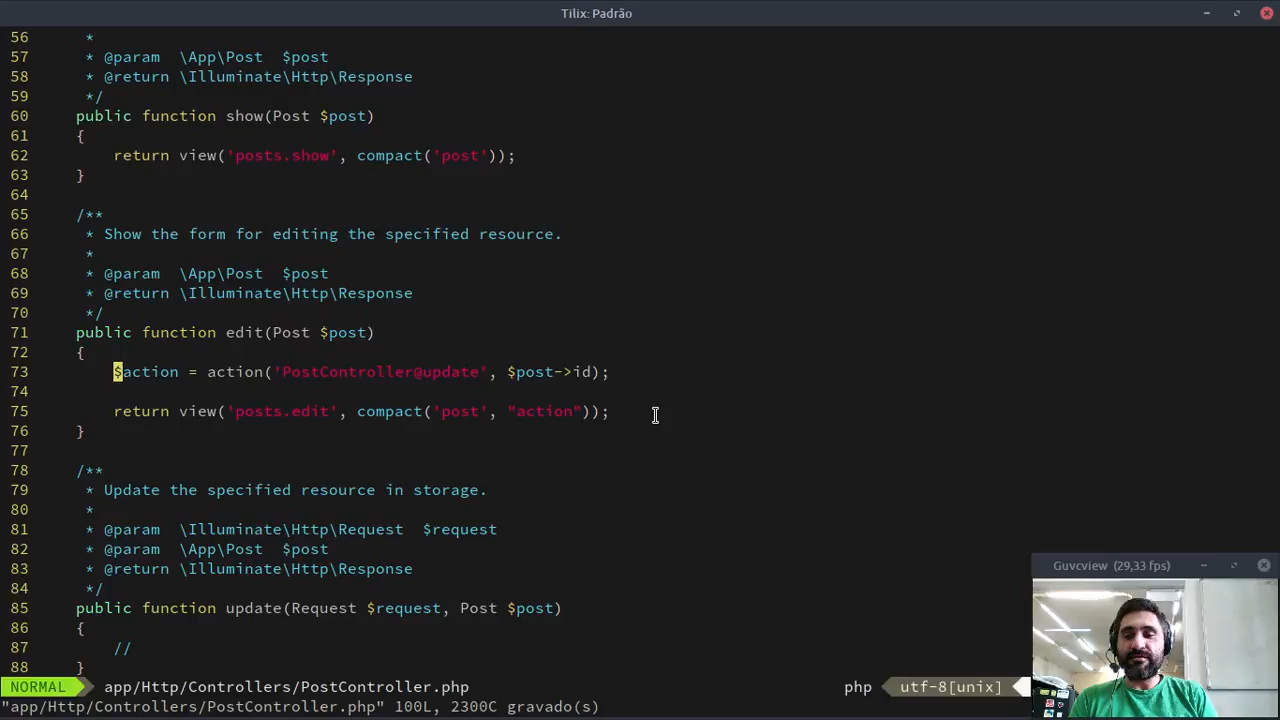 Tilix: Padrão
56 *
57 * @param \App\Post $post
58 * @return \Illuminate\Http\Response
59 */
60 public function show(Post $post)
61 {
62 return view('posts.show', compact('post'));
63 }
64
65 /**
66 * Show the form for editing the specified resource.
67 *
68 * @param \App\Post $post
69 * @return \Illuminate\Http\Response
70 */
71 public function edit(Post $post)
72 {
73 $action = action('PostController@update', $post->id);
74
75 return view('posts.edit', compact('post', "action"));
76 }
77
78 /**
79 * Update the specified resource in storage.
80 *
81 * @param \Illuminate\Http\Request $request
82 * @param \App\Post $post
83 * @return \Illuminate\Http\Response
84 */
85 public function update(Request $request, Post $post)
86 {
87 //
88 }
Guvcview (29,33 fps)
NORMAL app/Http/Controllers/PostController.php php utf-8[unix]
"app/Http/Controllers/PostController.php" 100L, 2300C gravado(s)